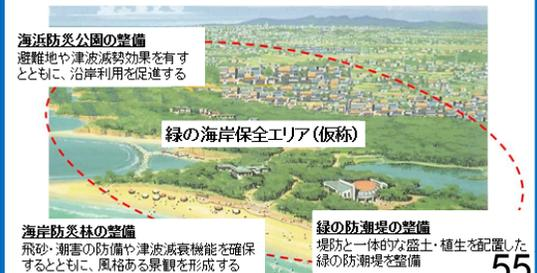 海浜防災公園の整備
避難地や津波減勢効果を有す
とともに、沿岸利用を促進する
緑の海岸保全エリア(仮称)
海岸防災林の整備
飛砂・潮害の防備や津波減衰機能を確保
するとともに、風格ある景観を形成する
緑の防潮堤の整備
堤防と一体的な盛土・植生を配置した
緑の防潮堤を整備
55